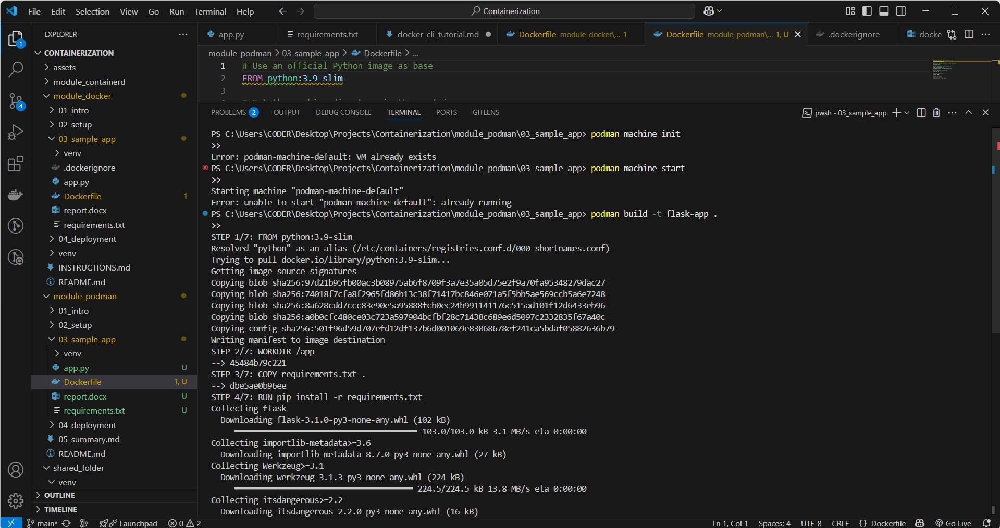 File Edit Selection View Go Run Terminal Help
Containerization
EXPLORER
1
CONTAINERIZATION
assets
module_containerd
module_docker
01_intro
4
02_setup
03_sample_app
venv
.dockerignore
app.py
Dockerfile 1
report.docx
requirements.txt
04_deployment
venv
INSTRUCTIONS.md
README.md
module_podman
01_intro
02_setup
03_sample_app
venv
app.py U
Dockerfile 1, U
report.docx U
requirements.txt U
04_deployment
05_summary.md
README.md
shared_folder
venv
OUTLINE
TIMELINE
app.py requirements.txt docker_cli_tutorial.md Dockerfile module_docker\... 1 Dockerfile module_podman\... 1, U .dockerignore docke
module_podman > 03_sample_app > Dockerfile > ...
1 # Use an official Python image as base
2 FROM python:3.9-slim
3
PROBLEMS 2 OUTPUT DEBUG CONSOLE TERMINAL PORTS GITLENS
pwsh - 03_sample_app
PS C:\Users\CODER\Desktop\Projects\Containerization\module_podman\03_sample_app> podman machine init
>>
Error: podman-machine-default: VM already exists
PS C:\Users\CODER\Desktop\Projects\Containerization\module_podman\03_sample_app> podman machine start
>>
Starting machine "podman-machine-default"
Error: unable to start "podman-machine-default": already running
PS C:\Users\CODER\Desktop\Projects\Containerization\module_podman\03_sample_app> podman build -t flask-app .
>>
STEP 1/7: FROM python:3.9-slim
Resolved "python" as an alias (/etc/containers/registries.conf.d/000-shortnames.conf)
Trying to pull docker.io/library/python:3.9-slim...
Getting image source signatures
Copying blob sha256:97d21b95fb00ac3b08975ab6f8709f3a7e35a05d75e2f9a70fa95348279dac27
Copying blob sha256:74018f7cfa8f2965fd86b13c38f71417bc846e071a5f5bb5ae569ccb5a6e7248
Copying blob sha256:8a628cdd7ccc83e90e5a95888fcb0ec24b991141176c515ad101f12d6433eb96
Copying blob sha256:a0b0cfc480ce03c723a597904bcfbf28c71438c689e6d5097c2332835f67a40c
Copying config sha256:501f96d59d707efd12df137b6d001069e83068678ef241ca5bdaf05882636b79
Writing manifest to image destination
STEP 2/7: WORKDIR /app
--> 45484b79c221
STEP 3/7: COPY requirements.txt .
--> dbe5ae0b96ee
STEP 4/7: RUN pip install -r requirements.txt
Collecting flask
Downloading flask-3.1.0-py3-none-any.whl (102 kB)
103.0/103.0 kB 3.1 MB/s eta 0:00:00
Collecting importlib-metadata>=3.6
Downloading importlib_metadata-8.7.0-py3-none-any.whl (27 kB)
Collecting Werkzeug>=3.1
Downloading werkzeug-3.1.3-py3-none-any.whl (224 kB)
224.5/224.5 kB 13.8 MB/s eta 0:00:00
Collecting itsdangerous>=2.2
Downloading itsdangerous-2.2.0-py3-none-any.whl (16 kB)
main* Launchpad 0 2 Ln 1, Col 1 Spaces: 4 UTF-8 CRLF {} Dockerfile Go Live